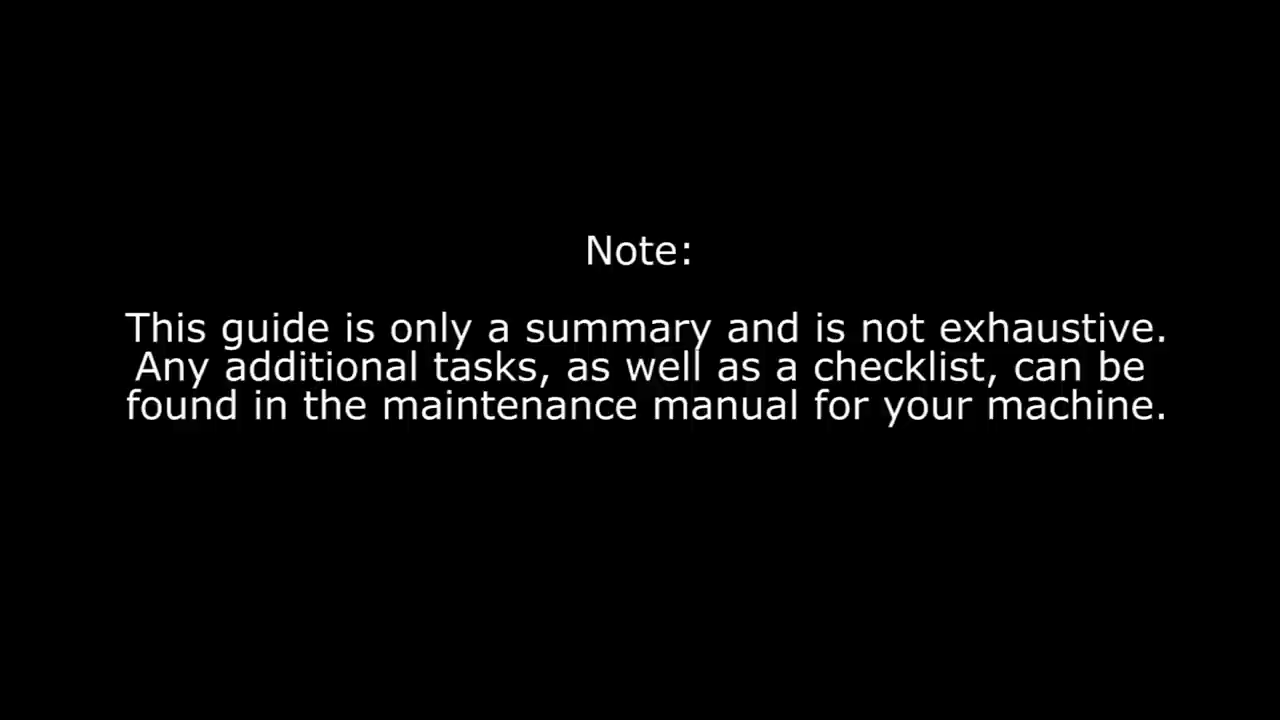 Note:
This guide is only a summary and is not exhaustive.
Any additional tasks, as well as a checklist, can be
found in the maintenance manual for your machine.